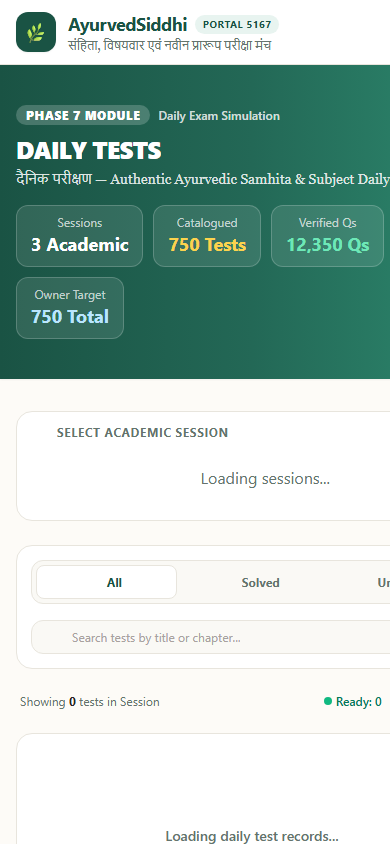 AyurvedSiddhi PORTAL 5167
संहिता, विषयवार एवं नवीन प्रारूप परीक्षा मंच
PHASE 7 MODULE Daily Exam Simulation
DAILY TESTS
दैनिक परीक्षण — Authentic Ayurvedic Samhita & Subject Daily
Sessions
3 Academic
Catalogued
750 Tests
Verified Qs
12,350 Qs
Owner Target
750 Total
SELECT ACADEMIC SESSION
Loading sessions...
All Solved
Search tests by title or chapter...
Showing 0 tests in Session Ready: 0
Loading daily test records...